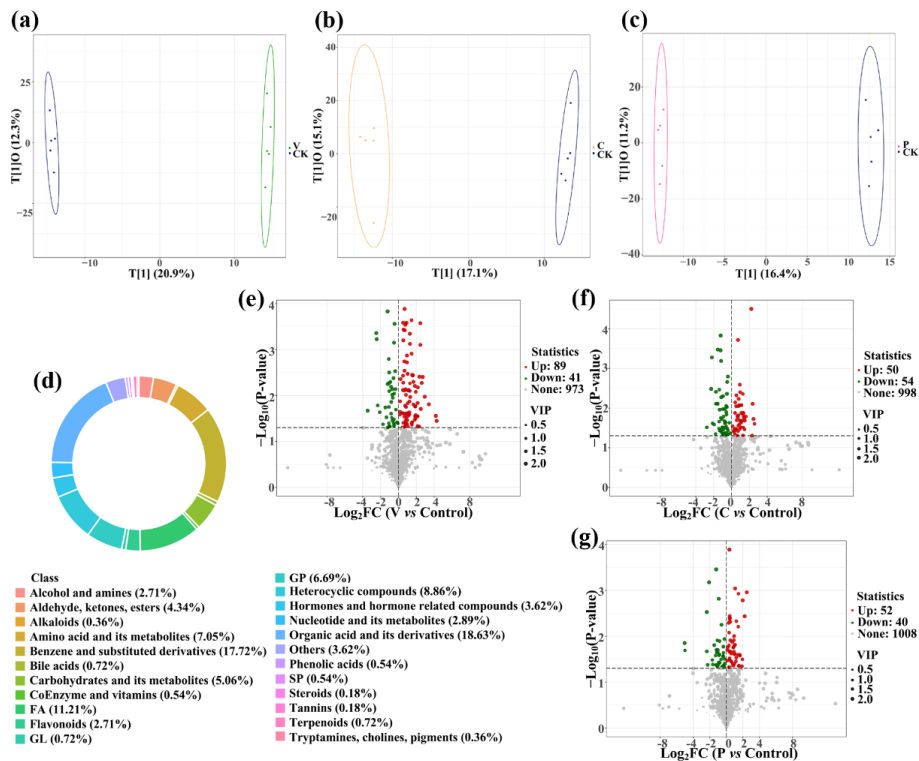 (a)
T[1]O (12.3%)
25
0
−25
−10
0
10
T[1] (20.9%)
V
CK
(b)
T[1]O (15.1%)
40
20
0
−20
−10
0
10
T[1] (17.1%)
C
CK
(c)
T[1]O (11.2%)
40
20
0
−20
−40
−10
−5
0
5
10
15
T[1] (16.4%)
P
CK
(d)
Class
Alcohol and amines (2.71%)
Aldehyde, ketones, esters (4.34%)
Alkaloids (0.36%)
Amino acid and its metabolites (7.05%)
Benzene and substituted derivatives (17.72%)
Bile acids (0.72%)
Carbohydrates and its metabolites (5.06%)
CoEnzyme and vitamins (0.54%)
FA (11.21%)
Flavonoids (2.71%)
GL (0.72%)
GP (6.69%)
Heterocyclic compounds (8.86%)
Hormones and hormone related compounds (3.62%)
Nucleotide and its metabolites (2.89%)
Organic acid and its derivatives (18.63%)
Others (3.62%)
Phenolic acids (0.54%)
SP (0.54%)
Steroids (0.18%)
Tannins (0.18%)
Terpenoids (0.72%)
Tryptamines, cholines, pigments (0.36%)
(e)
−Log10(P-value)
4
3
2
1
0
−8
−4
−2
0
2
4
8
Log2FC (V vs Control)
Statistics
Up: 89
Down: 41
None: 973
VIP
0.5
1.0
1.5
2.0
(f)
−Log10(P-value)
4
3
2
1
0
−8
−4
−2
0
2
4
8
Log2FC (C vs Control)
Statistics
Up: 50
Down: 54
None: 998
VIP
0.5
1.0
1.5
2.0
(g)
−Log10(P-value)
4
3
2
1
0
−8
−4
−2
0
2
4
8
Log2FC (P vs Control)
Statistics
Up: 52
Down: 40
None: 1008
VIP
0.5
1.0
1.5
2.0